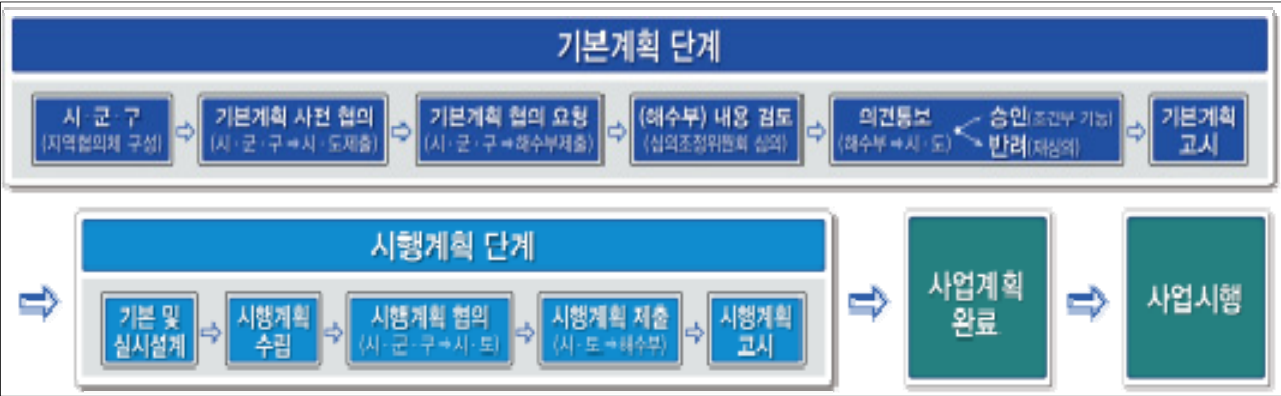 기본계획 단계
시·군·구
(지역협의체 구성)
기본계획 사전 협의
(시·군·구⇒시·도제출)
기본계획 협의 요청
(시·군·구⇒해수부제출)
(해수부) 내용 검토
(심의조정위원회 심의)
의견통보
(해수부⇒시·도)
승인(조건부 가능)
반려(재심의)
기본계획
고시
시행계획 단계
기본 및
실시설계
시행계획
수립
시행계획 협의
(시·군·구⇒시·도)
시행계획 제출
(시·도⇒해수부)
시행계획
고시
사업계획
완료
사업시행